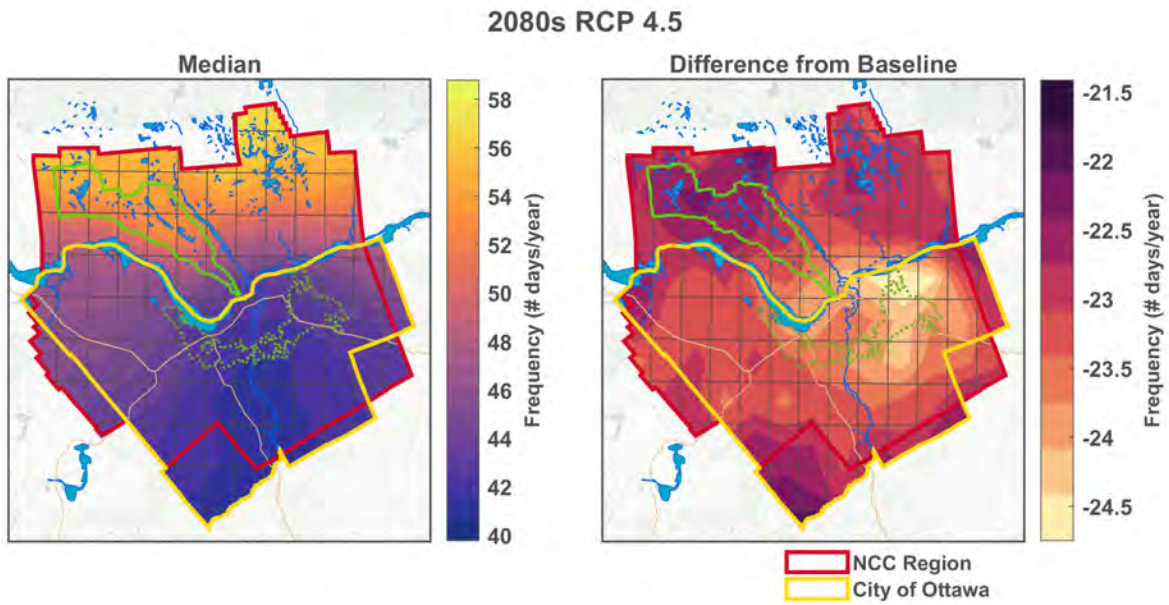 2080s RCP 4.5
Median
Difference from Baseline
58
56
54
52
50
48
46
44
42
40
Frequency (# days/year)
-21.5
-22
-22.5
-23
-23.5
-24
-24.5
Frequency (# days/year)
NCC Region
City of Ottawa